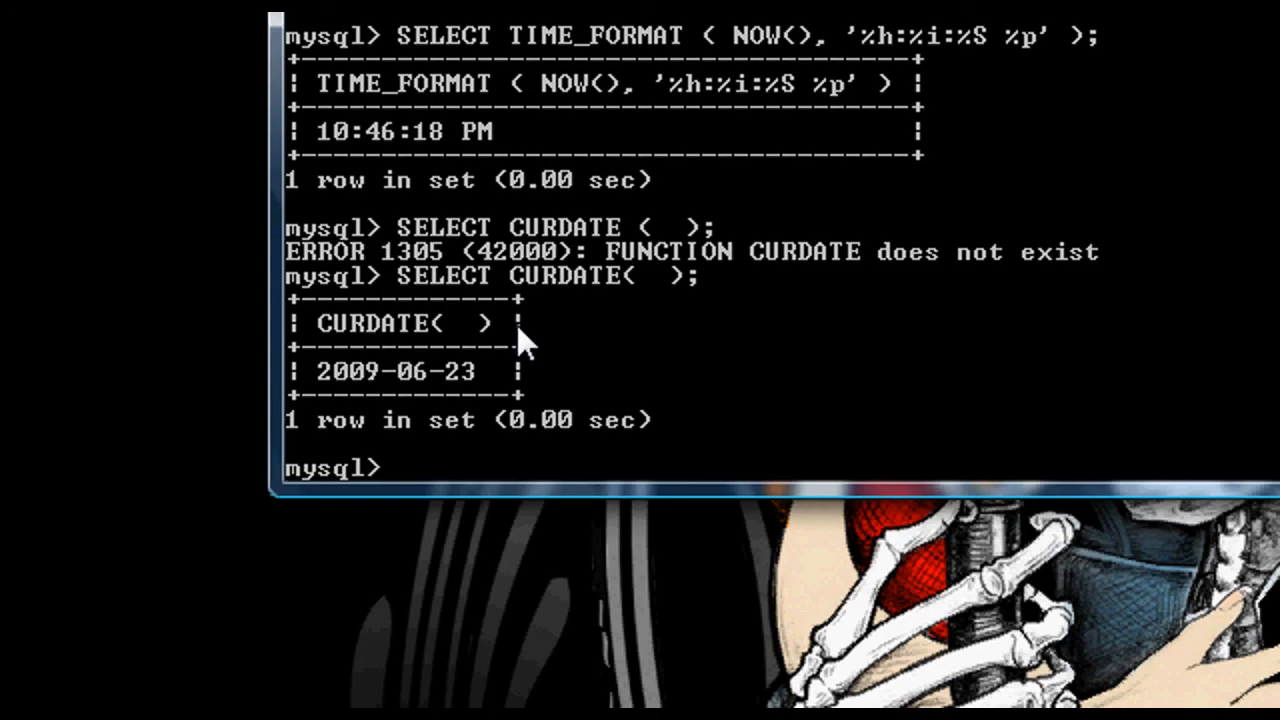 mysql> SELECT TIME_FORMAT ( NOW(), '%h:%i:%S %p' );
+---------------------------------------+
| TIME_FORMAT ( NOW(), '%h:%i:%S %p' ) |
+---------------------------------------+
| 10:46:18 PM |
+---------------------------------------+
1 row in set (0.00 sec)
mysql> SELECT CURDATE (  );
ERROR 1305 (42000): FUNCTION CURDATE does not exist
mysql> SELECT CURDATE(  );
+--------------+
| CURDATE(  ) |
+--------------+
| 2009-06-23 |
+--------------+
1 row in set (0.00 sec)
mysql>